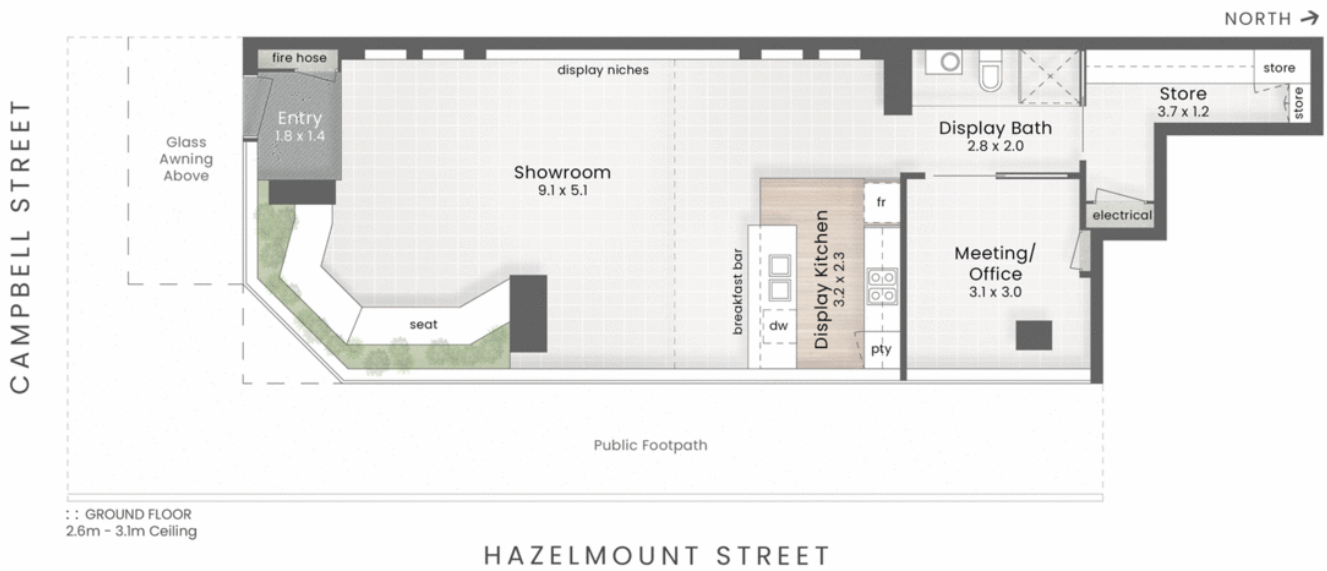 NORTH
CAMPBELL STREET
fire hose
display niches
store
store
Store
3.7 x 1.2
Entry
1.8 x 1.4
Glass
Awning
Above
Display Bath
2.8 x 2.0
Showroom
9.1 x 5.1
fr
electrical
breakfast bar
Display Kitchen
3.2 x 2.3
Meeting/
Office
3.1 x 3.0
seat
dw
pty
Public Footpath
:: GROUND FLOOR
2.6m - 3.1m Ceiling
HAZELMOUNT STREET